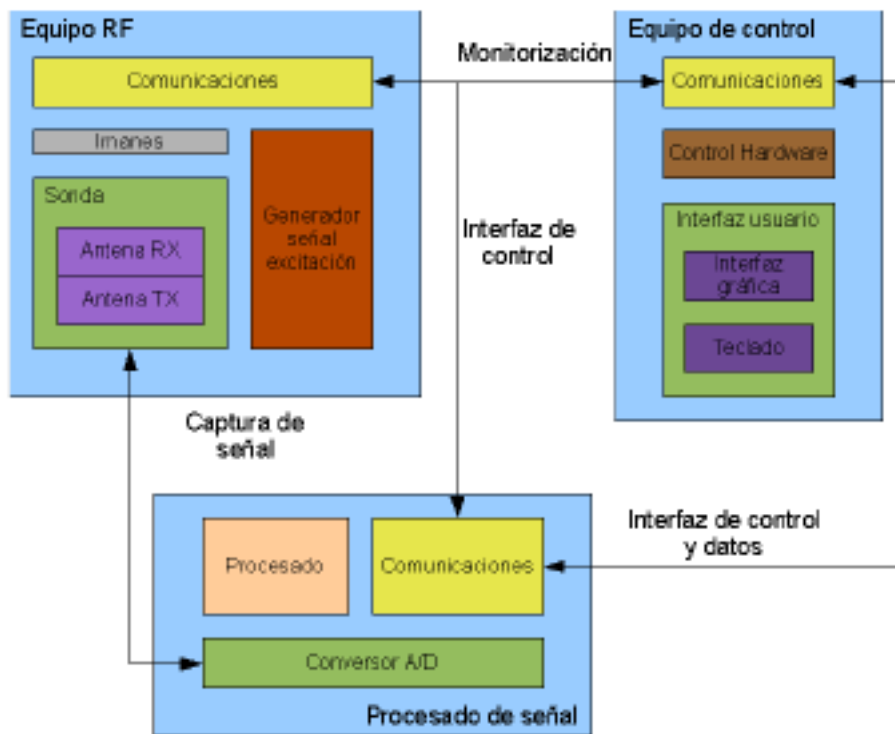 Equipo RF
Comunicaciones
Imanes
Sonda
Antena RX
Antena TX
Generador
señal
excitación
Monitorización
Equipo de control
Comunicaciones
Control Hardware
Interfaz usuario
Interfaz
gráfica
Teclado
Interfaz de
control
Captura de
señal
Interfaz de control
y datos
Procesado
Comunicaciones
Conversor A/D
Procesado de señal